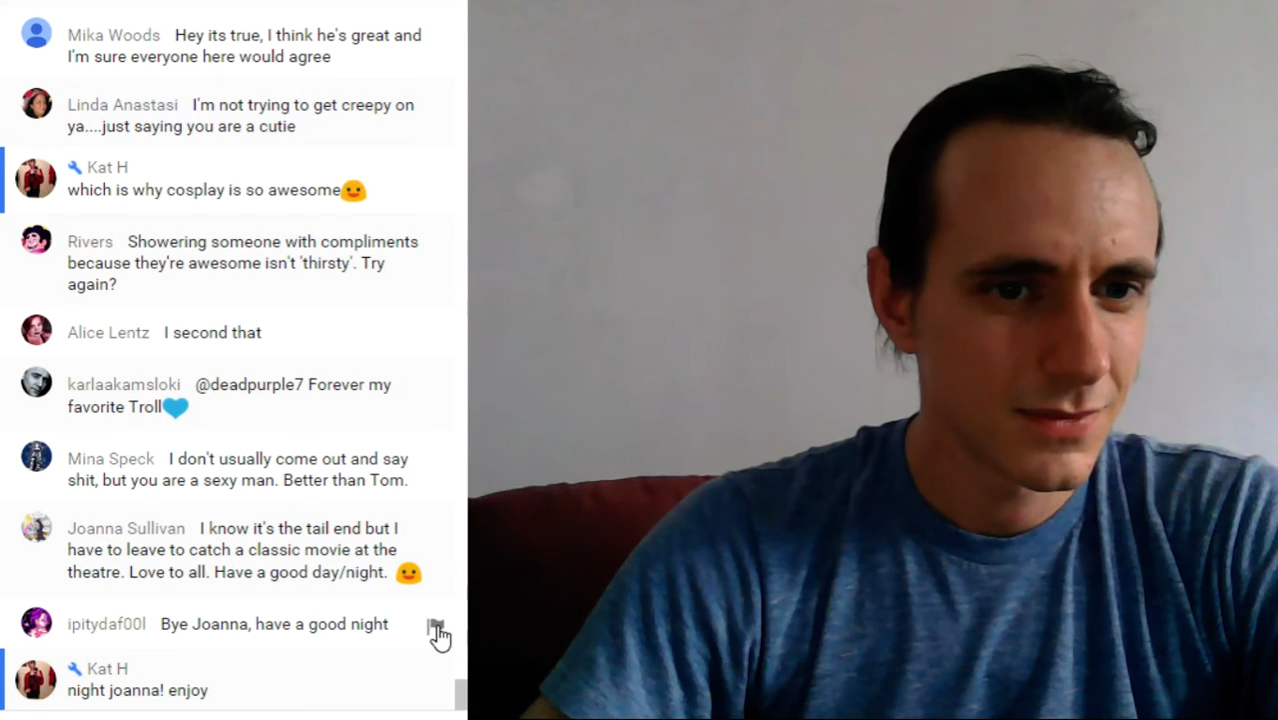 Mika Woods Hey its true, I think he's great and
I'm sure everyone here would agree
Linda Anastasi I'm not trying to get creepy on
ya....just saying you are a cutie
Kat H
which is why cosplay is so awesome
Rivers Showering someone with compliments
because they're awesome isn't 'thirsty'. Try
again?
Alice Lentz I second that
karlaakamsloki @deadpurple7 Forever my
favorite Troll
Mina Speck I don't usually come out and say
shit, but you are a sexy man. Better than Tom.
Joanna Sullivan I know it's the tail end but I
have to leave to catch a classic movie at the
theatre. Love to all. Have a good day/night.
ipitydaf00l Bye Joanna, have a good night
Kat H
night joanna! enjoy